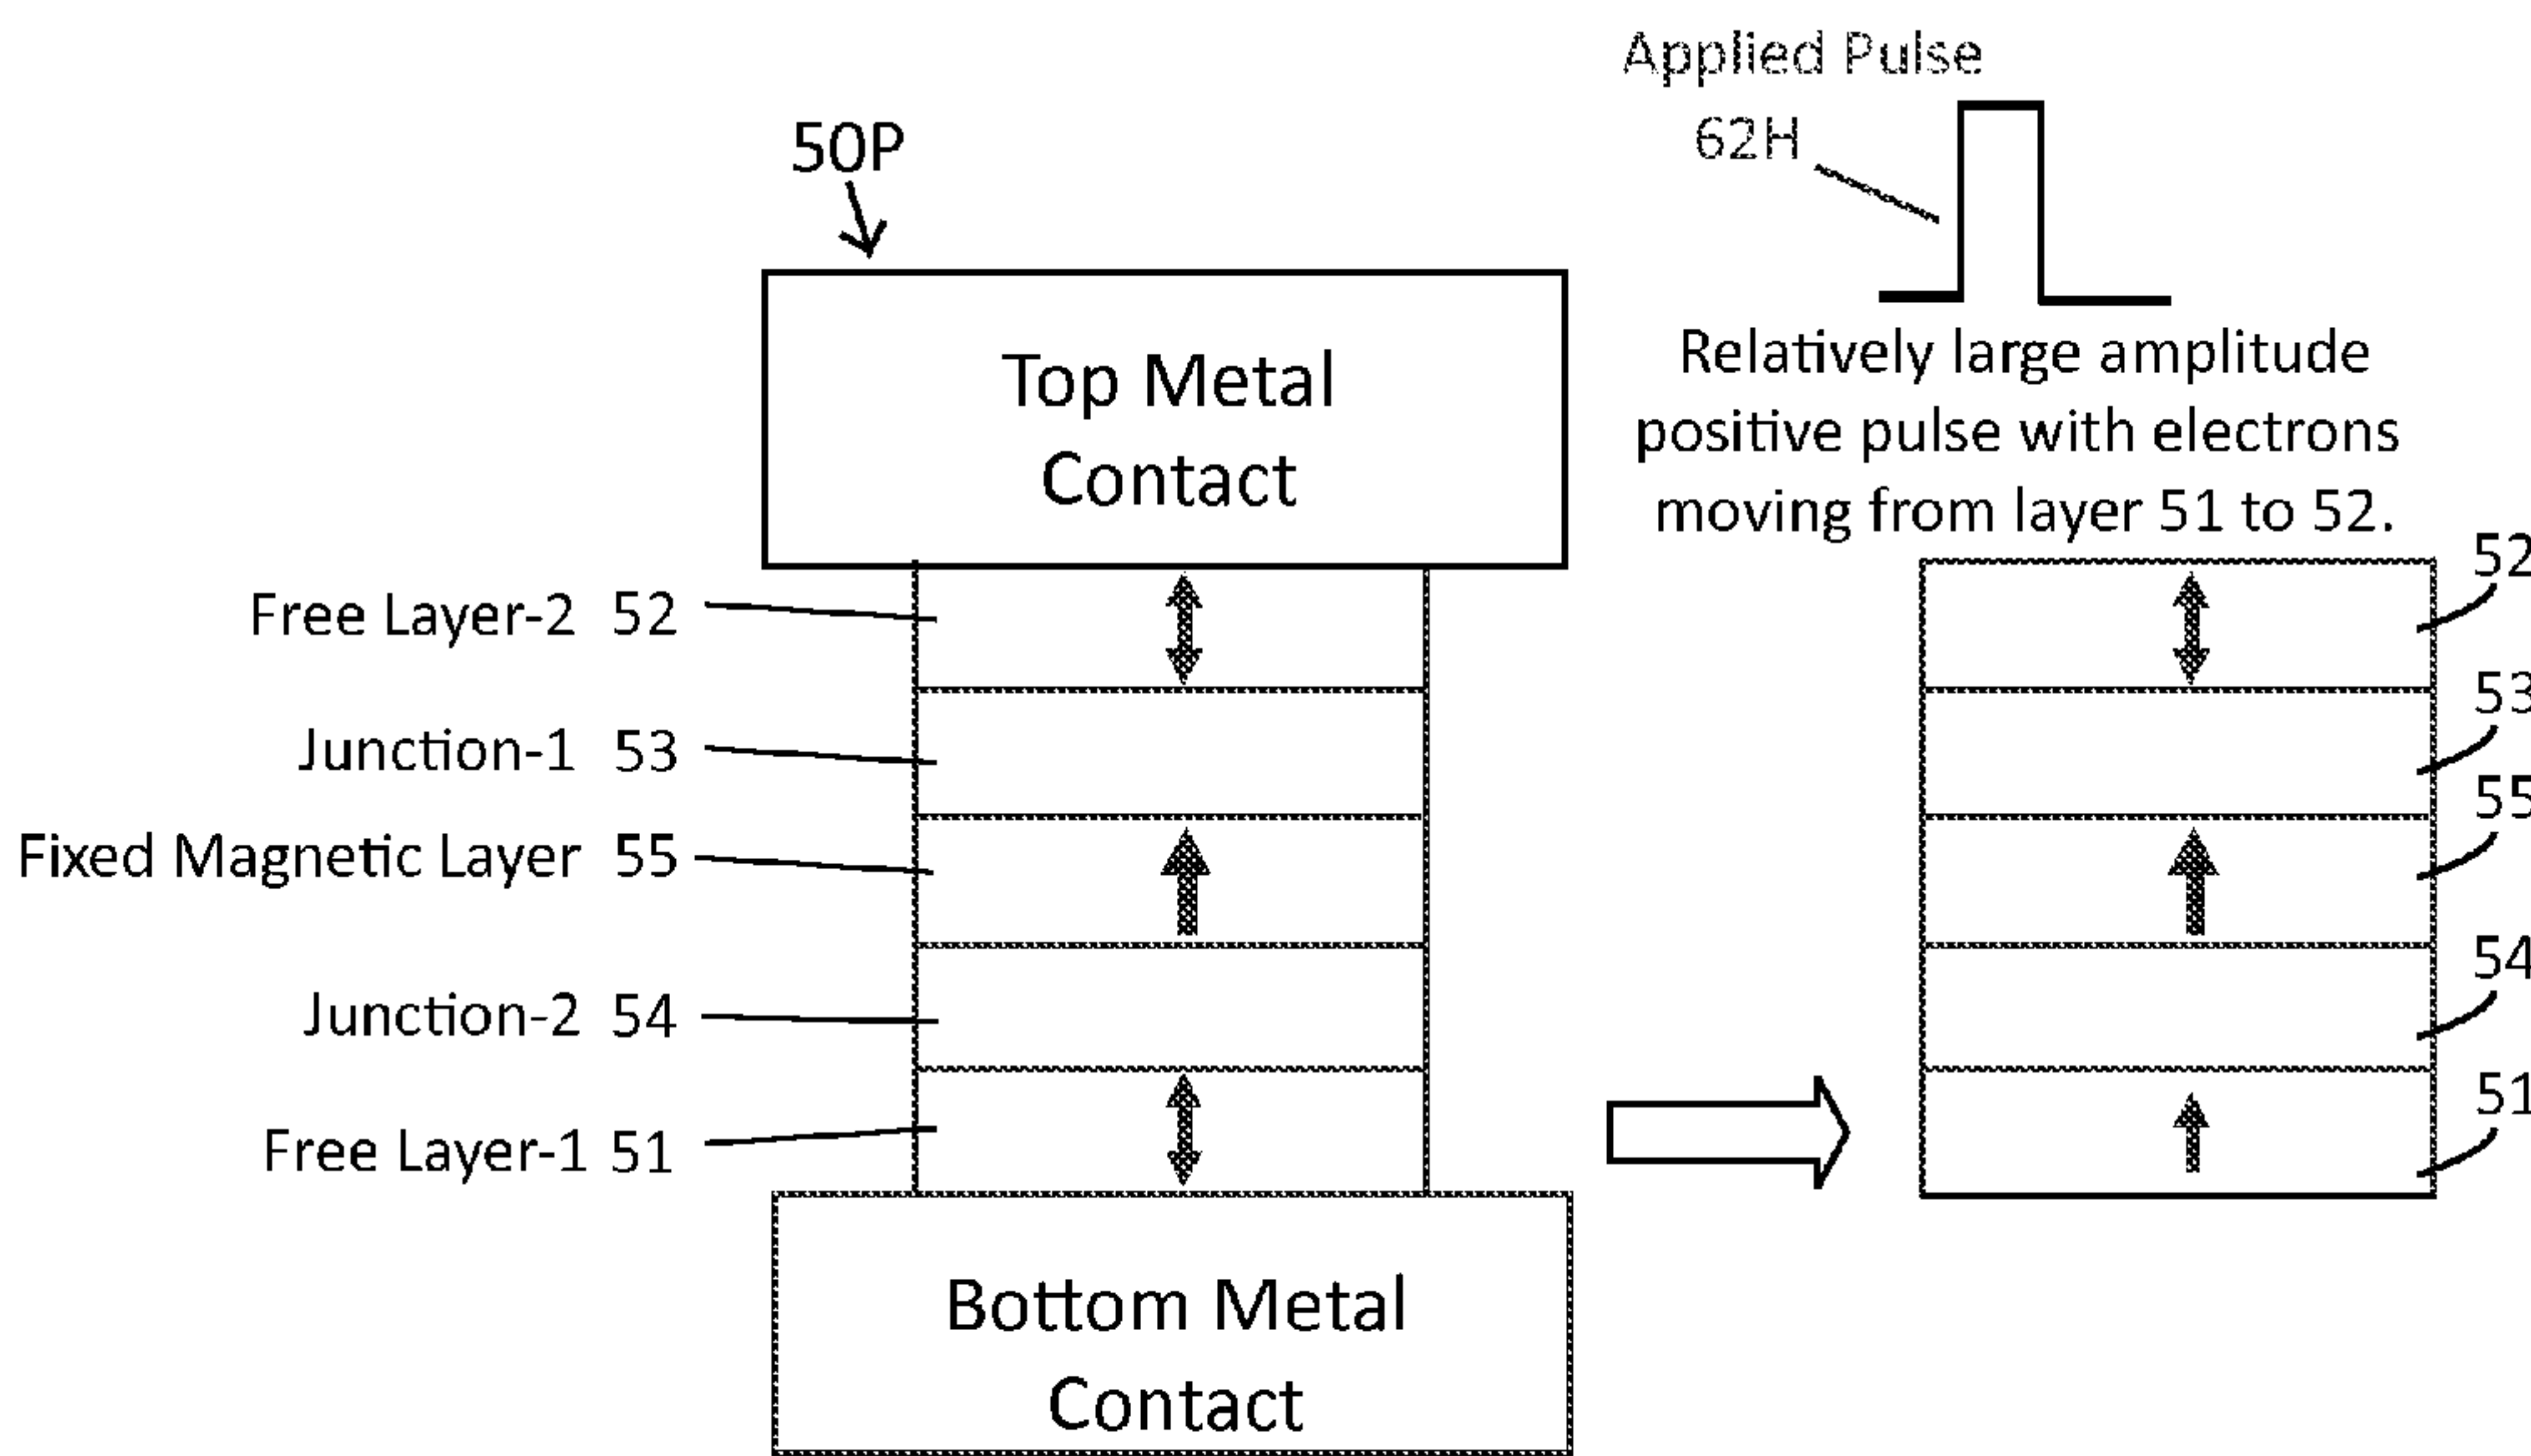 Applied Pulse
62H
50P
Top Metal
Contact
Relatively large amplitude
positive pulse with electrons
moving from layer 51 to 52.
Free Layer-2 52
Junction-1 53
Fixed Magnetic Layer 55
Junction-2 54
Free Layer-1 51
52
53
55
54
51
Bottom Metal
Contact